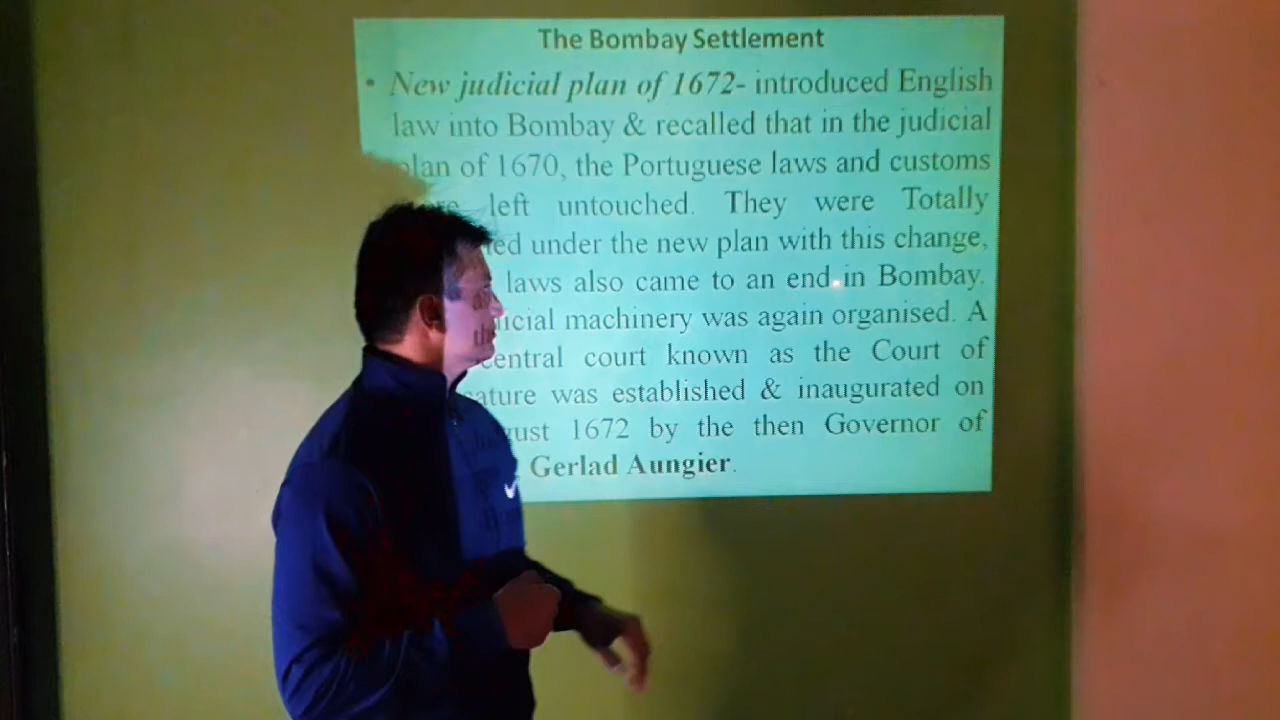 The Bombay Settlement
• New judicial plan of 1672- introduced English
law into Bombay & recalled that in the judicial
plan of 1670, the Portuguese laws and customs
left untouched. They were Totally
under the new plan with this change,
laws also came to an end in Bombay.
machinery was again organised. A
central court known as the Court of
was established & inaugurated on
1672 by the then Governor of
Gerlad Aungier.